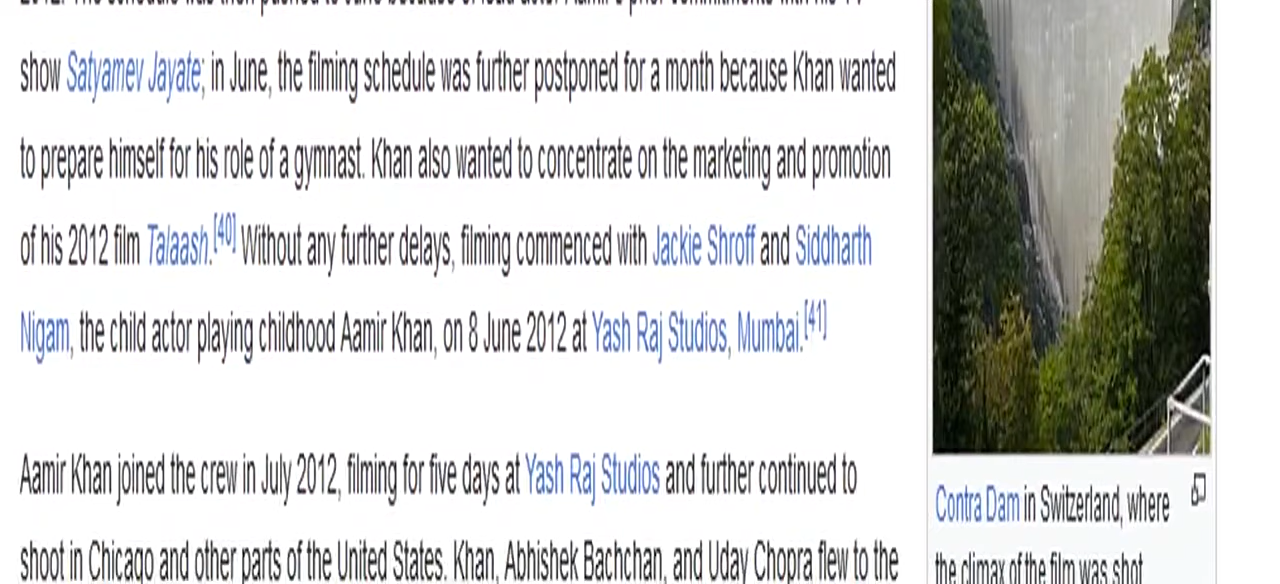 show Satyamev Jayate; in June, the filming schedule was further postponed for a month because Khan wanted
to prepare himself for his role of a gymnast. Khan also wanted to concentrate on the marketing and promotion
of his 2012 film Talaash.[40] Without any further delays, filming commenced with Jackie Shroff and Siddharth
Nigam, the child actor playing childhood Aamir Khan, on 8 June 2012 at Yash Raj Studios, Mumbai.[41]
Aamir Khan joined the crew in July 2012, filming for five days at Yash Raj Studios and further continued to
shoot in Chicago and other parts of the United States. Khan, Abhishek Bachchan, and Uday Chopra flew to the
Contra Dam in Switzerland, where
the climax of the film was shot